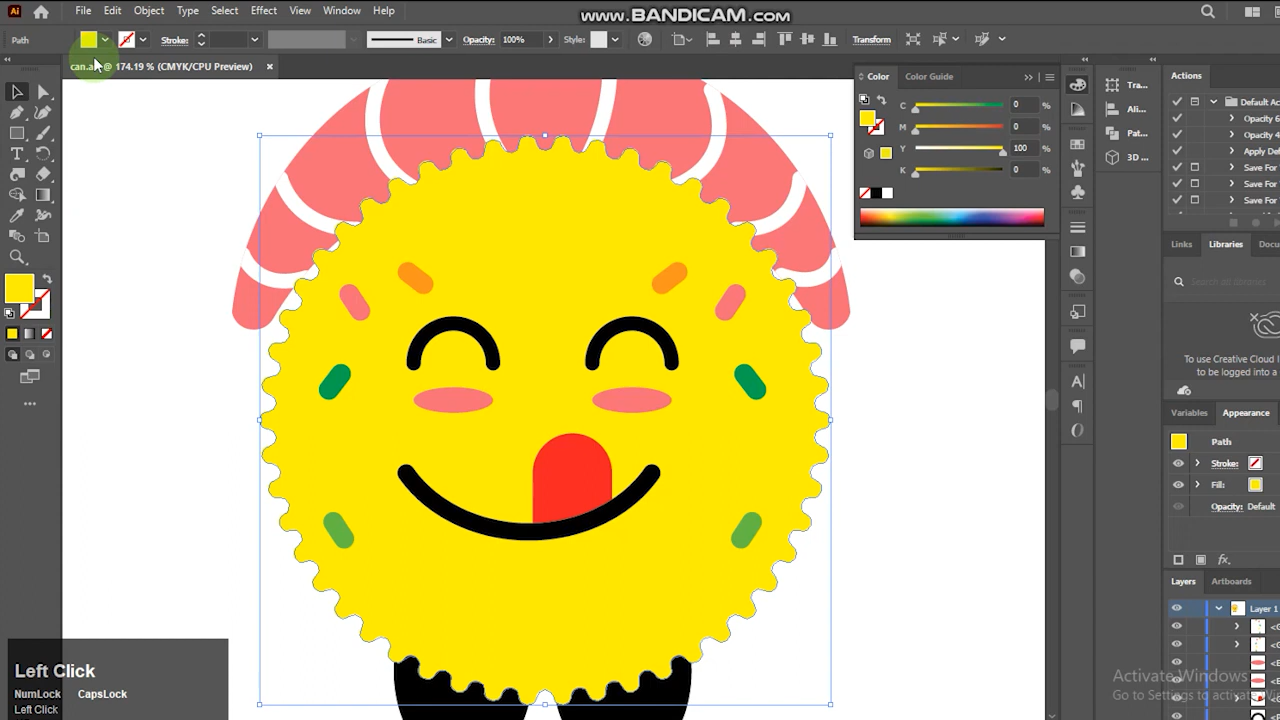 Ai File Edit Object Type Select Effect View Window Help
www.BANDICAM.com
Path Stroke: Basic Opacity: 100% Style: Transform
can.ai @ 174.19 % (CMYK/CPU Preview) ×
Color Color Guide
C 0 %
M 0 %
Y 100 %
K 0 %
Tra...
Ali...
Pat...
3D ...
Actions
Default Ac
Opacity 6
Opacity
Apply Def
Save For
Save For
Save For
Links Libraries Docu
Search all libraries
To use Creative Cloud l
to be logged into a
Variables Appearance
Path
Stroke:
Fill:
Opacity: Default
fx
Layers Artboards
Layer 1
<G
<G
<E
<E
Activate Windows
Go to Settings to activate
Left Click
NumLock CapsLock
Left Click